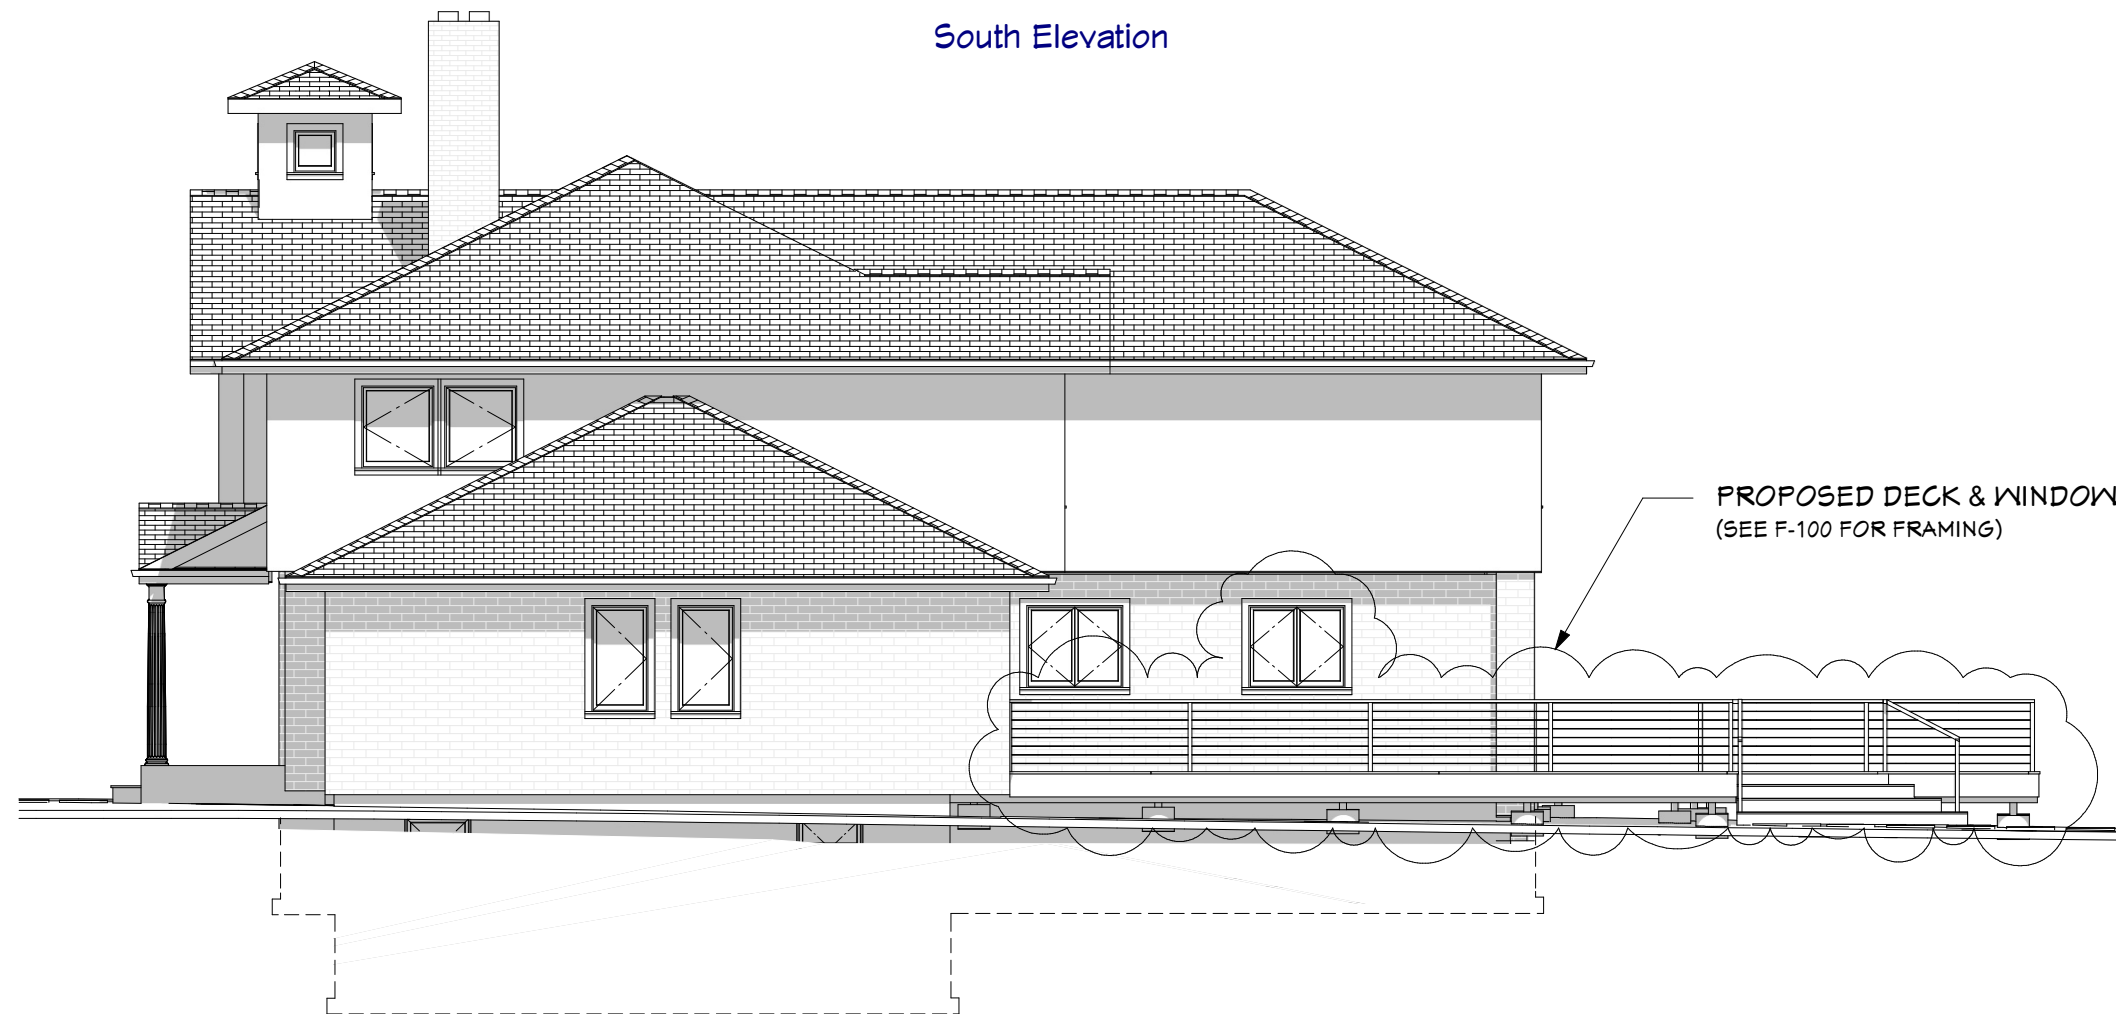 South Elevation
PROPOSED DECK & WINDOW
(SEE F-100 FOR FRAMING)